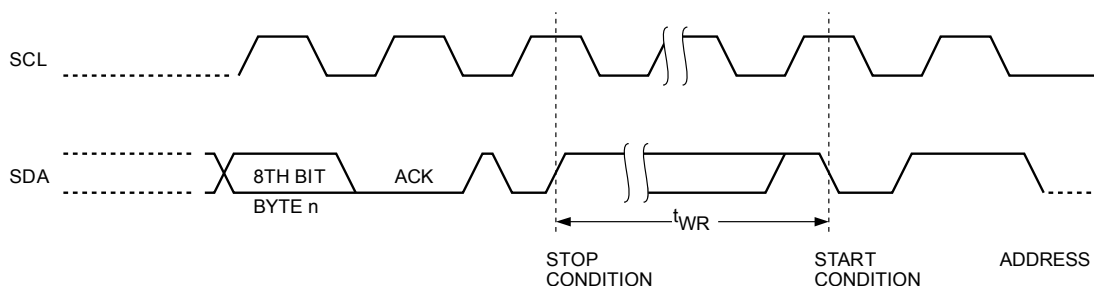 SCL
SDA
8TH BIT
ACK
BYTE n
tWR
STOP
CONDITION
START
CONDITION
ADDRESS